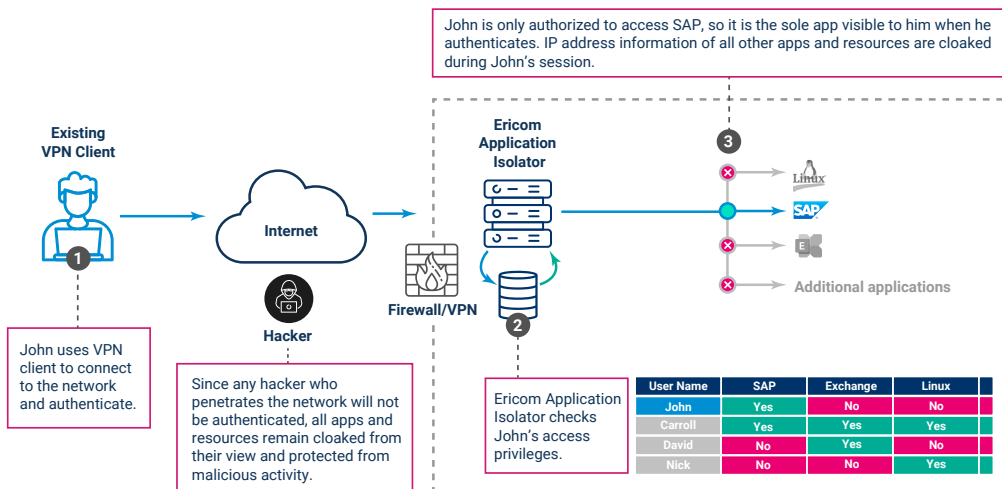 John is only authorized to access SAP, so it is the sole app visible to him when he
authenticates. IP address information of all other apps and resources are cloaked
during John's session.
Existing
VPN Client
Ericom
Application
Isolator
3
Linux
Internet
SAP
1
E
Firewall/VPN
Additional applications
Hacker
2
John uses VPN
client to connect
to the network
and authenticate.
Since any hacker who
penetrates the network will not
be authenticated, all apps and
resources remain cloaked from
their view and protected from
malicious activity.
Ericom Application
Isolator checks
John's access
privileges.
User Name SAP Exchange Linux
John Yes No No
Carroll Yes Yes Yes
David No Yes No
Nick No No Yes